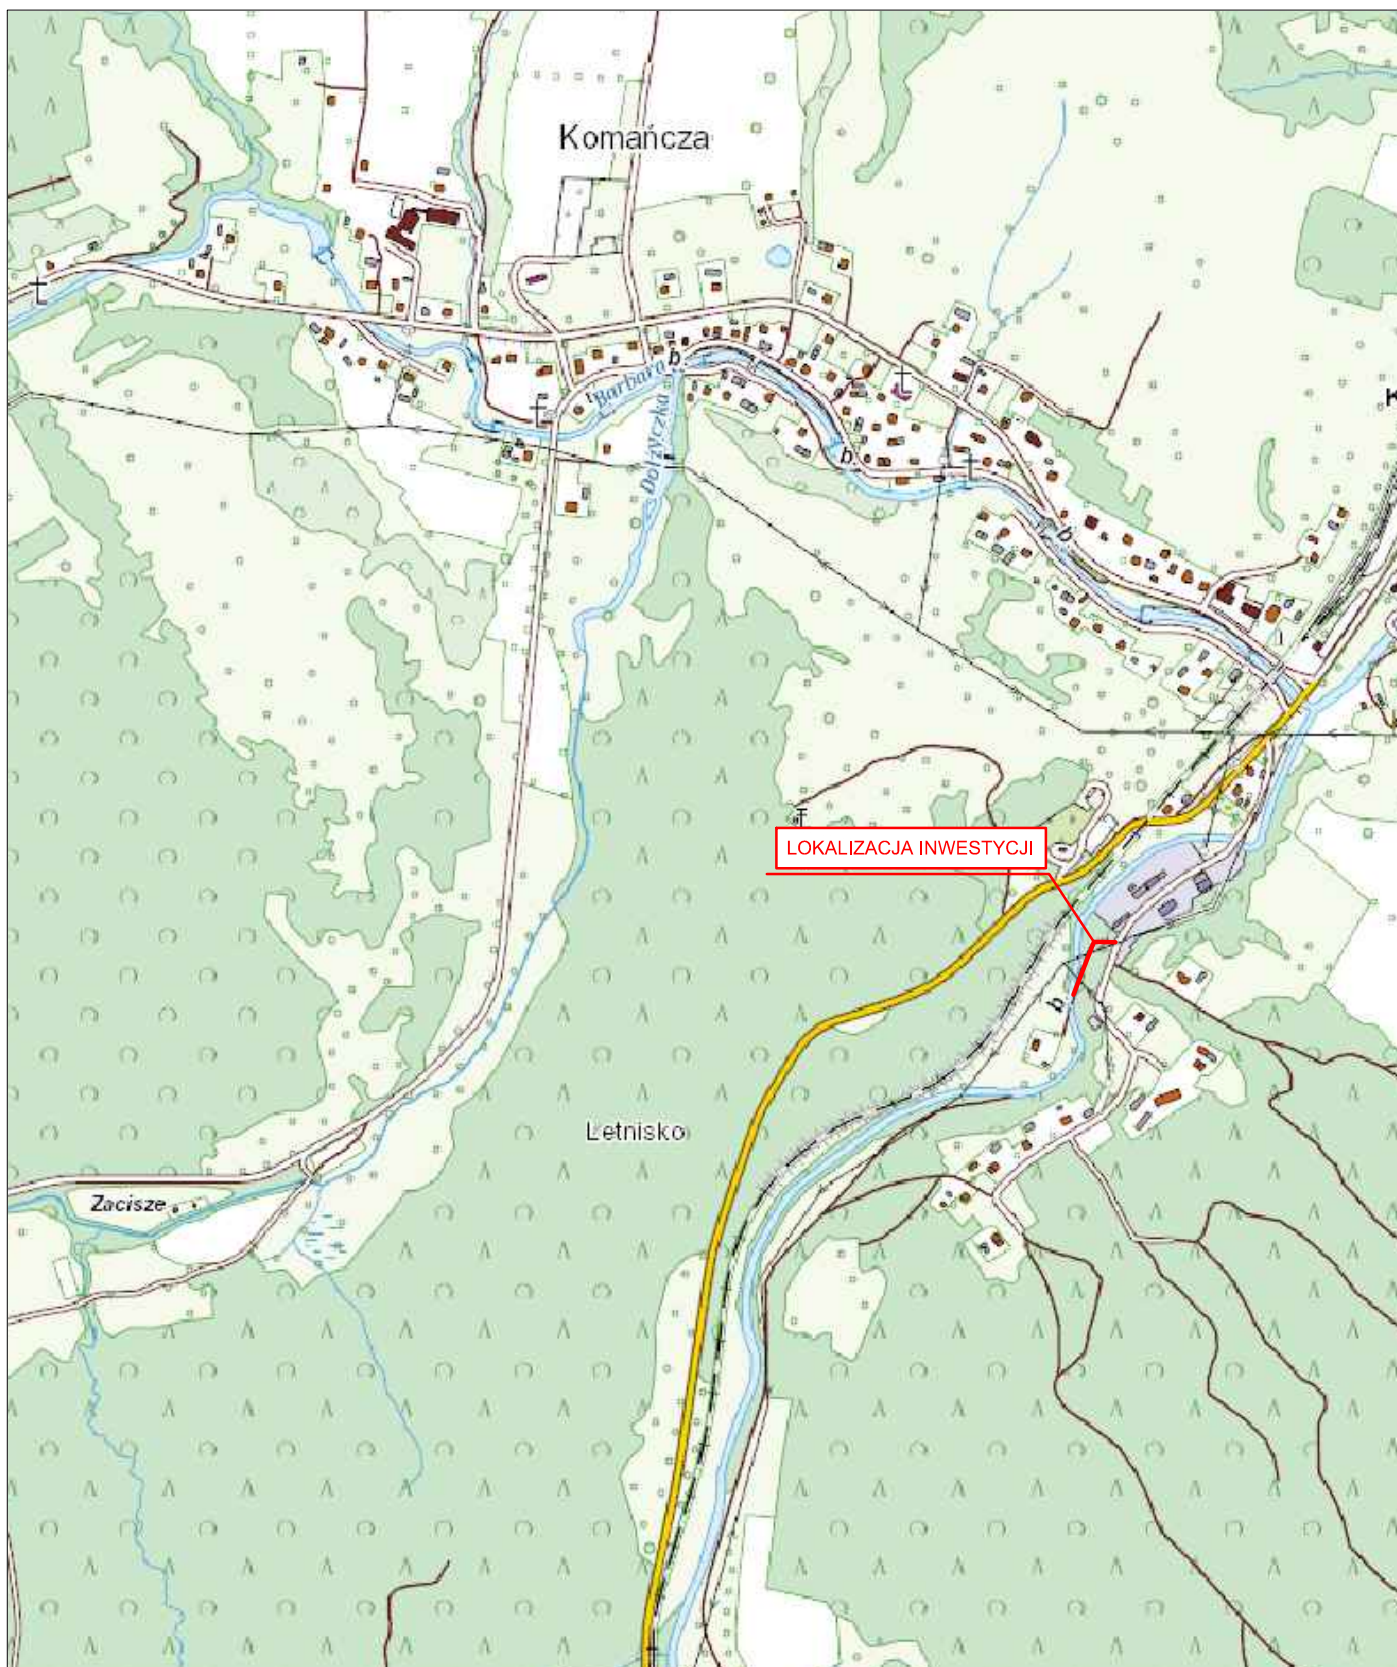 Komańcza
K
b
Barbara
Dołżyczka
b
b
LOKALIZACJA INWESTYCJI
b
Letnisko
Zacisze